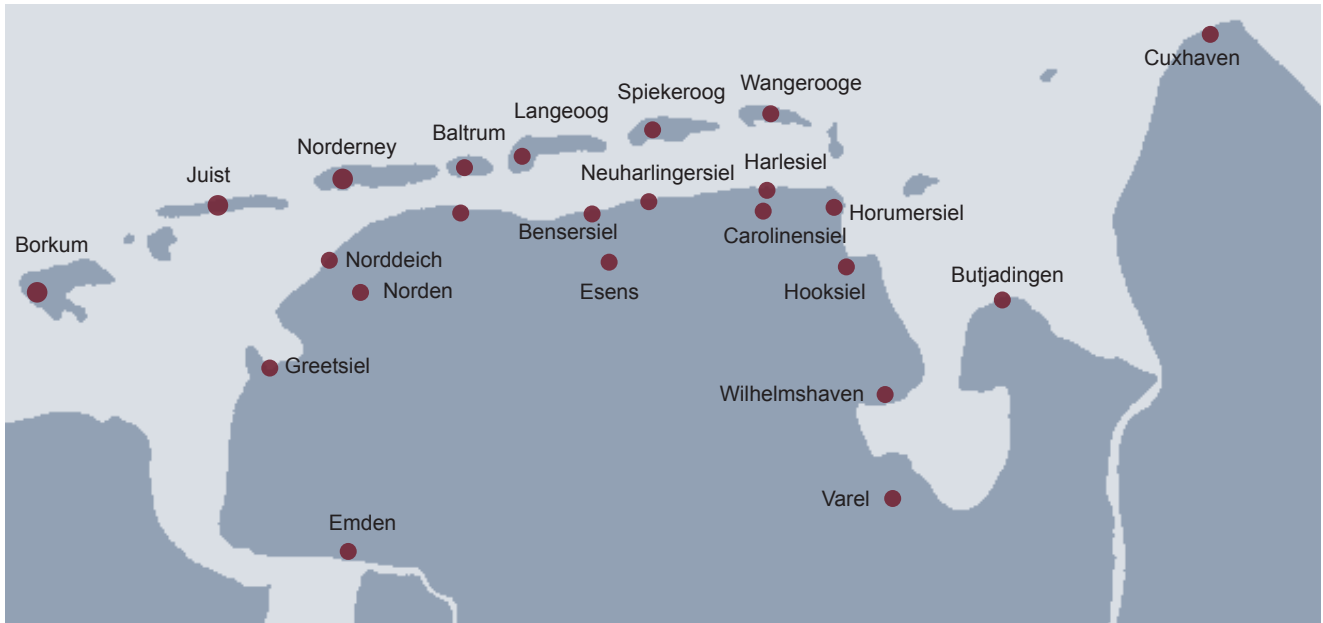 Cuxhaven
Wangerooge
Spiekeroog
Langeoog
Baltrum
Norderney
Juist
Neuharlingersiel
Harlesiel
Horumersiel
Bensersiel
Carolinensiel
Borkum
Norddeich
Norden
Esens
Hooksiel
Butjadingen
Greetsiel
Wilhelmshaven
Varel
Emden